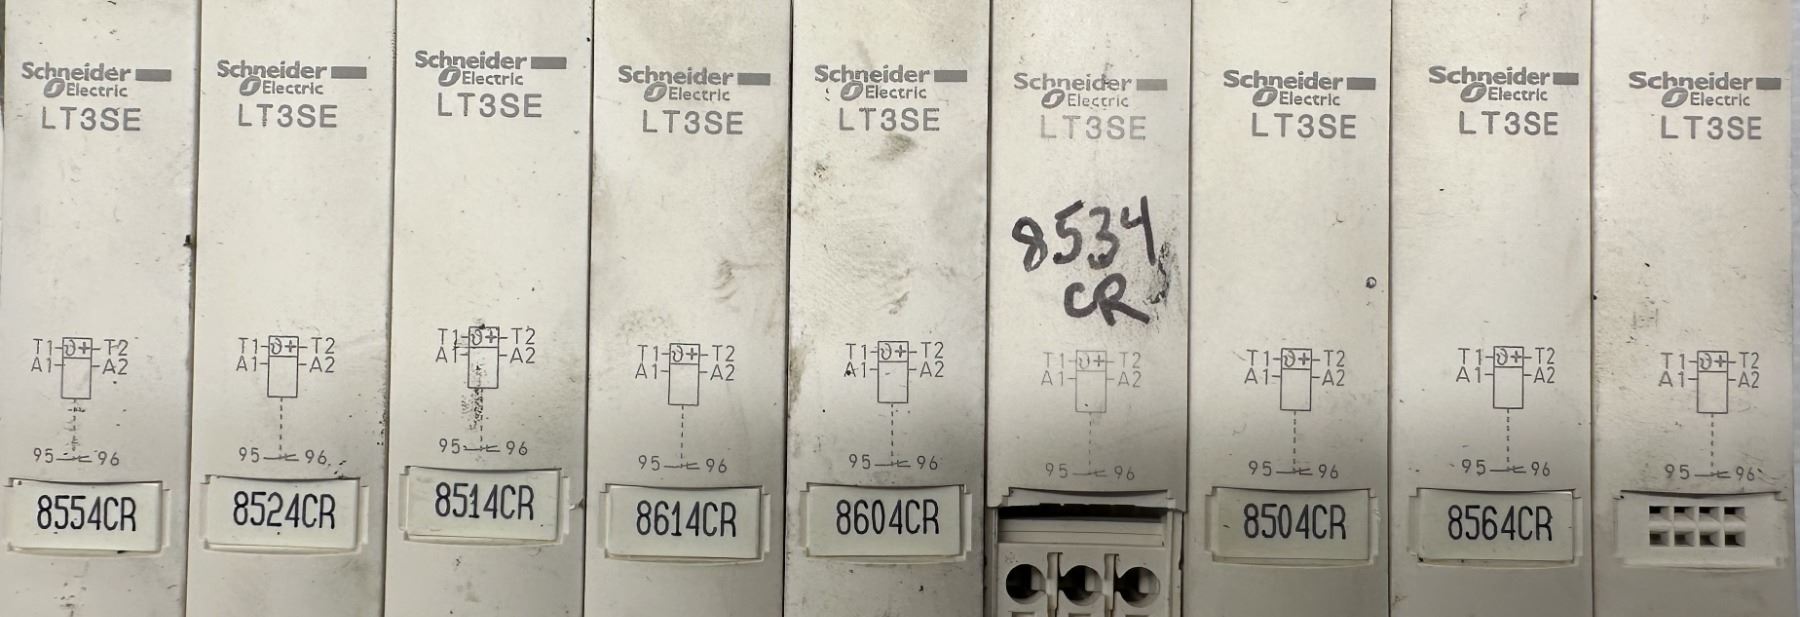 Schneider
Electric
LT3SE
T1 ϑ+ T2
A1 A2
95 96
8554CR
Schneider
Electric
LT3SE
T1 ϑ+ T2
A1 A2
95 96
8524CR
Schneider
Electric
LT3SE
T1 ϑ+ T2
A1 A2
95 96
8514CR
Schneider
Electric
LT3SE
T1 ϑ+ T2
A1 A2
95 96
8614CR
Schneider
Electric
LT3SE
T1 ϑ+ T2
A1 A2
95 96
8604CR
Schneider
Electric
LT3SE
8534
CR
T1 ϑ+ T2
A1 A2
95 96
Schneider
Electric
LT3SE
T1 ϑ+ T2
A1 A2
95 96
8504CR
Schneider
Electric
LT3SE
T1 ϑ+ T2
A1 A2
95 96
8564CR
Schneider
Electric
LT3SE
T1 ϑ+ T2
A1 A2
95 96